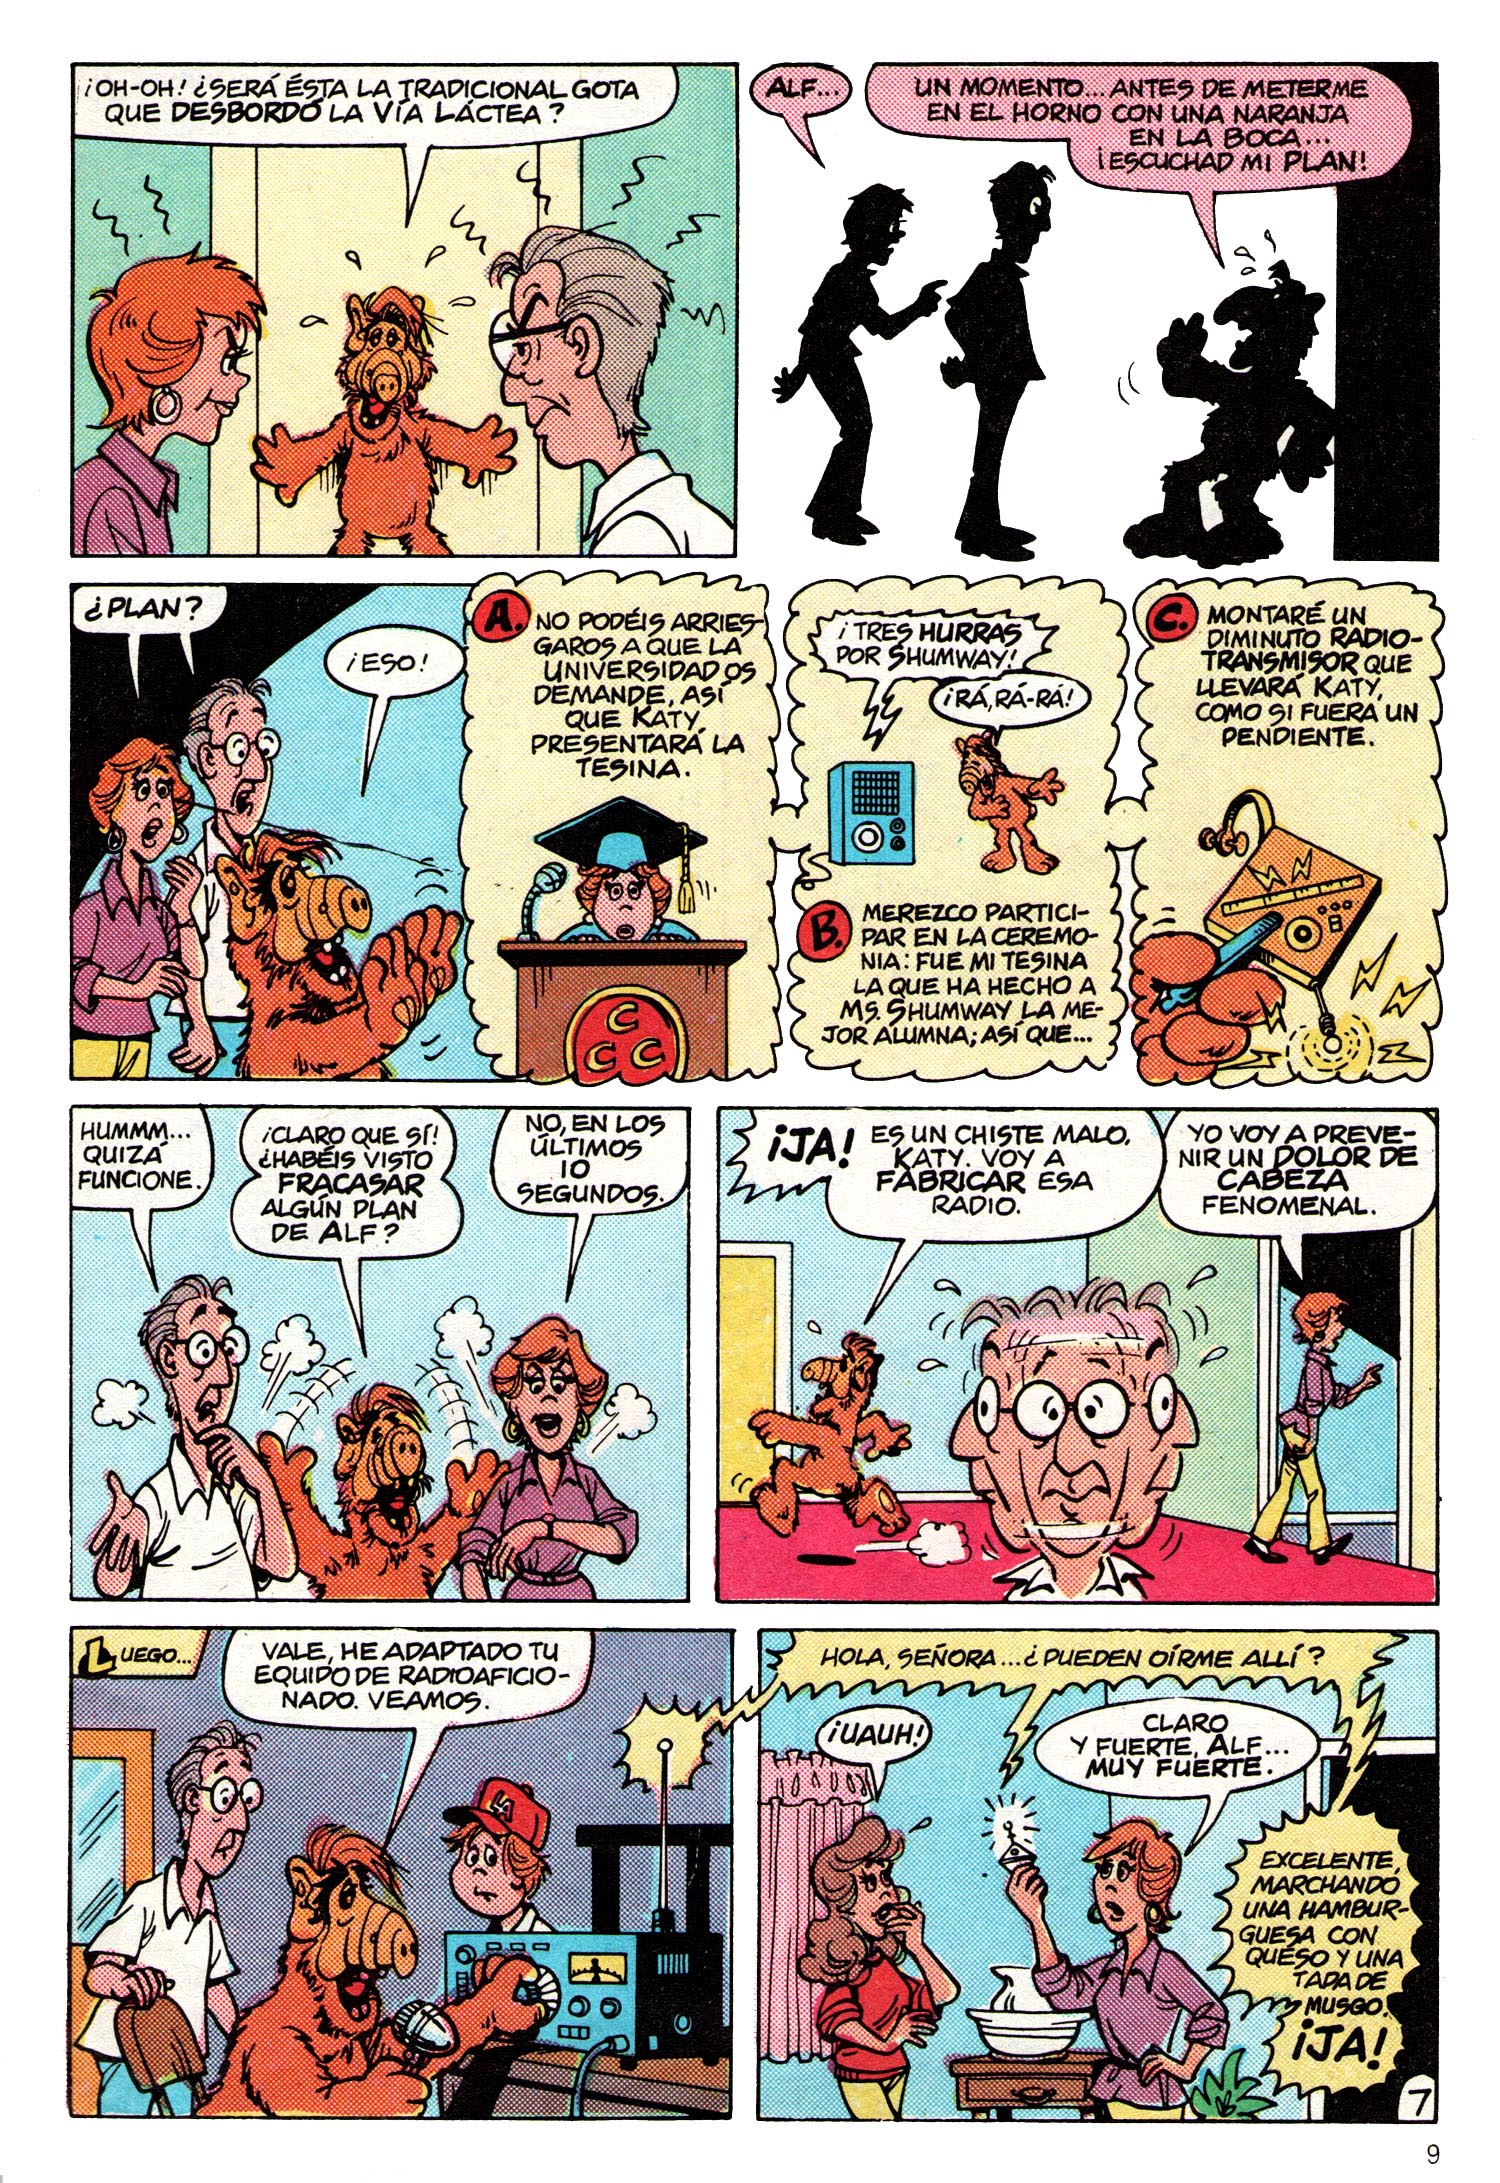 ¡OH-OH! ¿SERÁ ÉSTA LA TRADICIONAL GOTA
QUE DESBORDÓ LA VÍA LÁCTEA?
ALF...
UN MOMENTO... ANTES DE METERME
EN EL HORNO CON UNA NARANJA
EN LA BOCA...
¡ESCUCHAD MI PLAN!
¿PLAN?
¡ESO!
A.
NO PODÉIS ARRIES-
GAROS A QUE LA
UNIVERSIDAD OS
DEMANDE, ASÍ
QUE KATY,
PRESENTARÁ LA
TESINA.
C
C C
¡TRES HURRAS
POR SHUMWAY!
¡RÁ, RÁ-RÁ!
B.
MEREZCO PARTICI-
PAR EN LA CEREMO-
NIA: FUE MI TESINA
LA QUE HA HECHO A
MS. SHUMWAY LA ME-
JOR ALUMNA; ASÍ QUE...
C.
MONTARÉ UN
DIMINUTO RADIO-
TRANSMISOR QUE
LLEVARÁ KATY,
COMO SI FUERA UN
PENDIENTE.
HUMMM...
QUIZÁ
FUNCIONE.
¡CLARO QUE SÍ!
¿HABÉIS VISTO
FRACASAR
ALGÚN PLAN
DE ALF?
NO, EN LOS
ÚLTIMOS
10
SEGUNDOS.
¡JA!
ES UN CHISTE MALO,
KATY. VOY A
FABRICAR ESA
RADIO.
YO VOY A PREVE-
NIR UN DOLOR DE
CABEZA
FENOMENAL.
LUEGO...
VALE, HE ADAPTADO TU
EQUIDO DE RADIOAFICIO-
NADO. VEAMOS.
LA
HOLA, SEÑORA... ¿PUEDEN OÍRME ALLÍ?
¡UAUH!
CLARO
Y FUERTE, ALF...
MUY FUERTE.
EXCELENTE,
MARCHANDO
UNA HAMBUR-
GUESA CON
QUESO Y UNA
TADA DE
MUSGO.
¡JA!
7
9